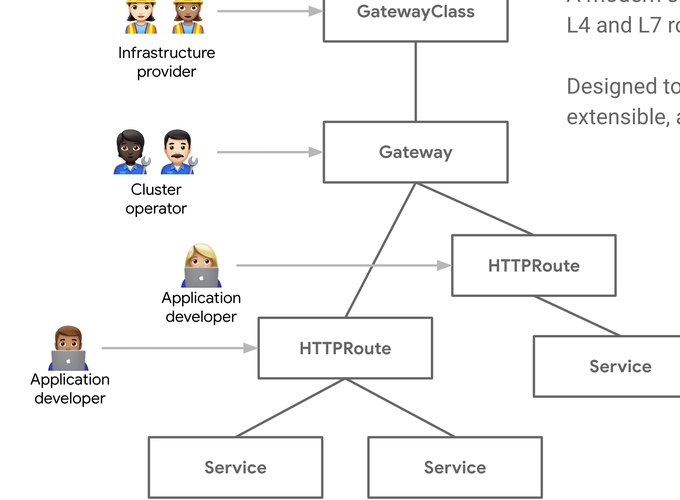 GatewayClass
A modern
L4 and L7
Infrastructure
provider
Designed to
extensible,
Gateway
Cluster
operator
HTTPRoute
Application
developer
HTTPRoute
Service
Application
developer
Service
Service